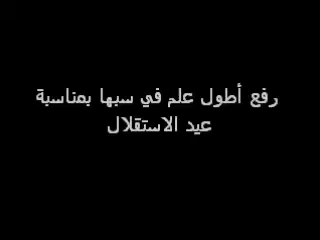 رفع أطول علم في سبها بمناسبة
عيد الاستقلال